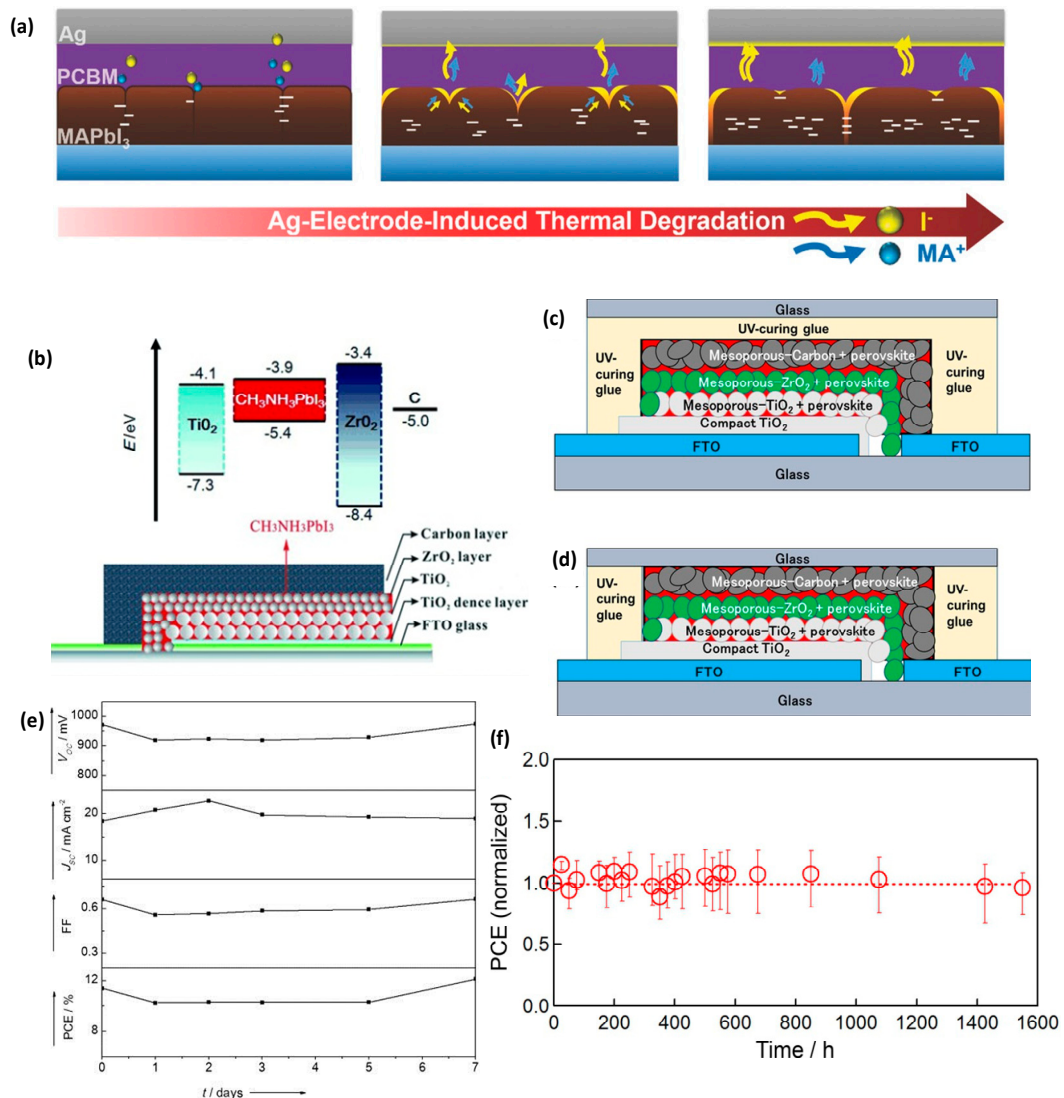 (a)
Ag
PCBM
MAPbI3
Ag-Electrode-Induced Thermal Degradation
I-
MA+
(b)
E/eV
-4.1
TiO2
-7.3
-3.9
CH3NH3PbI3
-5.4
-3.4
ZrO2
-8.4
C
-5.0
CH3NH3PbI3
Carbon layer
ZrO2 layer
TiO2
TiO2 dence layer
FTO glass
(c)
Glass
UV-curing glue
UV-
curing
glue
Mesoporous-Carbon + perovskite
Mesoporous-ZrO2 + perovskite
Mesoporous-TiO2 + perovskite
Compact TiO2
UV-
curing
glue
FTO
FTO
Glass
(d)
Glass
UV-
curing
glue
Mesoporous-Carbon + perovskite
Mesoporous-ZrO2 + perovskite
Mesoporous-TiO2 + perovskite
Compact TiO2
UV-
curing
glue
FTO
FTO
Glass
(e)
VOC / mV
1000
900
800
JSC / mA cm-2
20
10
FF
0.6
0.3
PCE / %
12
8
0 1 2 3 4 5 6 7
t / days
(f)
PCE (normalized)
2.0
1.5
1.0
0.5
0.0
0 200 400 600 800 1000 1200 1400 1600
Time / h